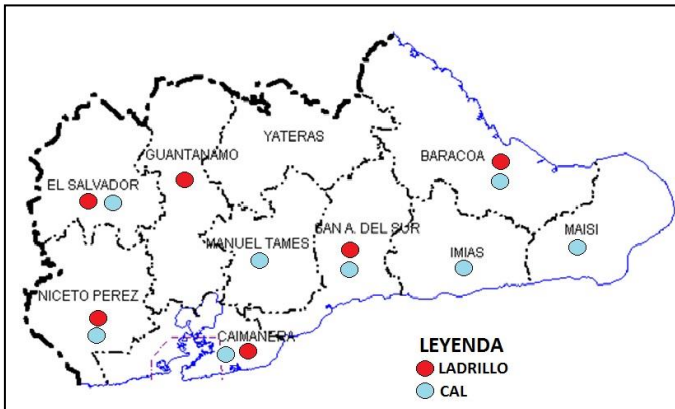 YATERAS
GUANTANAMO
BARACOA
EL SALVADOR
SAN A. DEL SUR
MAISI
MANUEL TAMES
IMIAS
NICETO PEREZ
CAIMANERA
LEYENDA
LADRILLO
CAL